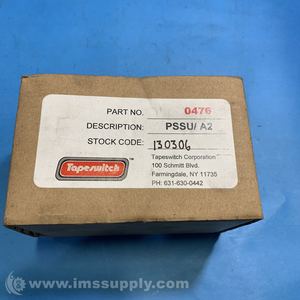 PART NO. 0476
DESCRIPTION: PSSU/A2
STOCK CODE: 130306
Tapeswitch Corporation
100 Schmitt Blvd.
Farmingdale, NY 11735
PH: 631-630-0442
Tapeswitch
© www.imssupply.com/